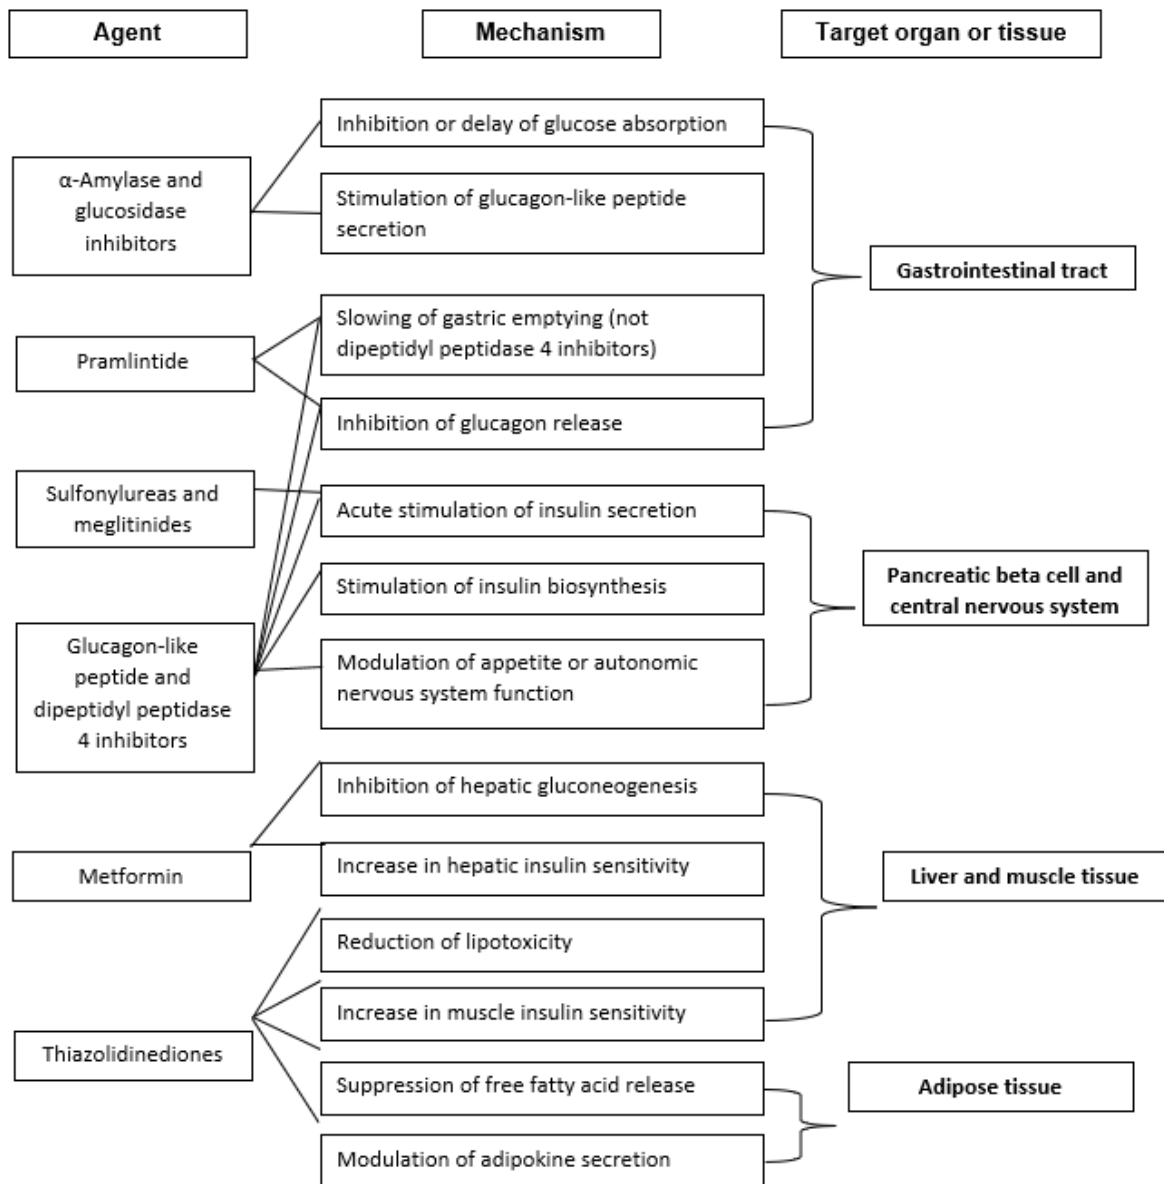 Agent
Mechanism
Target organ or tissue
α-Amylase and
glucosidase
inhibitors
Pramlintide
Sulfonylureas and
meglitinides
Glucagon-like
peptide and
dipeptidyl peptidase
4 inhibitors
Metformin
Thiazolidinediones
Inhibition or delay of glucose absorption
Stimulation of glucagon-like peptide
secretion
Slowing of gastric emptying (not
dipeptidyl peptidase 4 inhibitors)
Inhibition of glucagon release
Acute stimulation of insulin secretion
Stimulation of insulin biosynthesis
Modulation of appetite or autonomic
nervous system function
Inhibition of hepatic gluconeogenesis
Increase in hepatic insulin sensitivity
Reduction of lipotoxicity
Increase in muscle insulin sensitivity
Suppression of free fatty acid release
Modulation of adipokine secretion
Gastrointestinal tract
Pancreatic beta cell and
central nervous system
Liver and muscle tissue
Adipose tissue